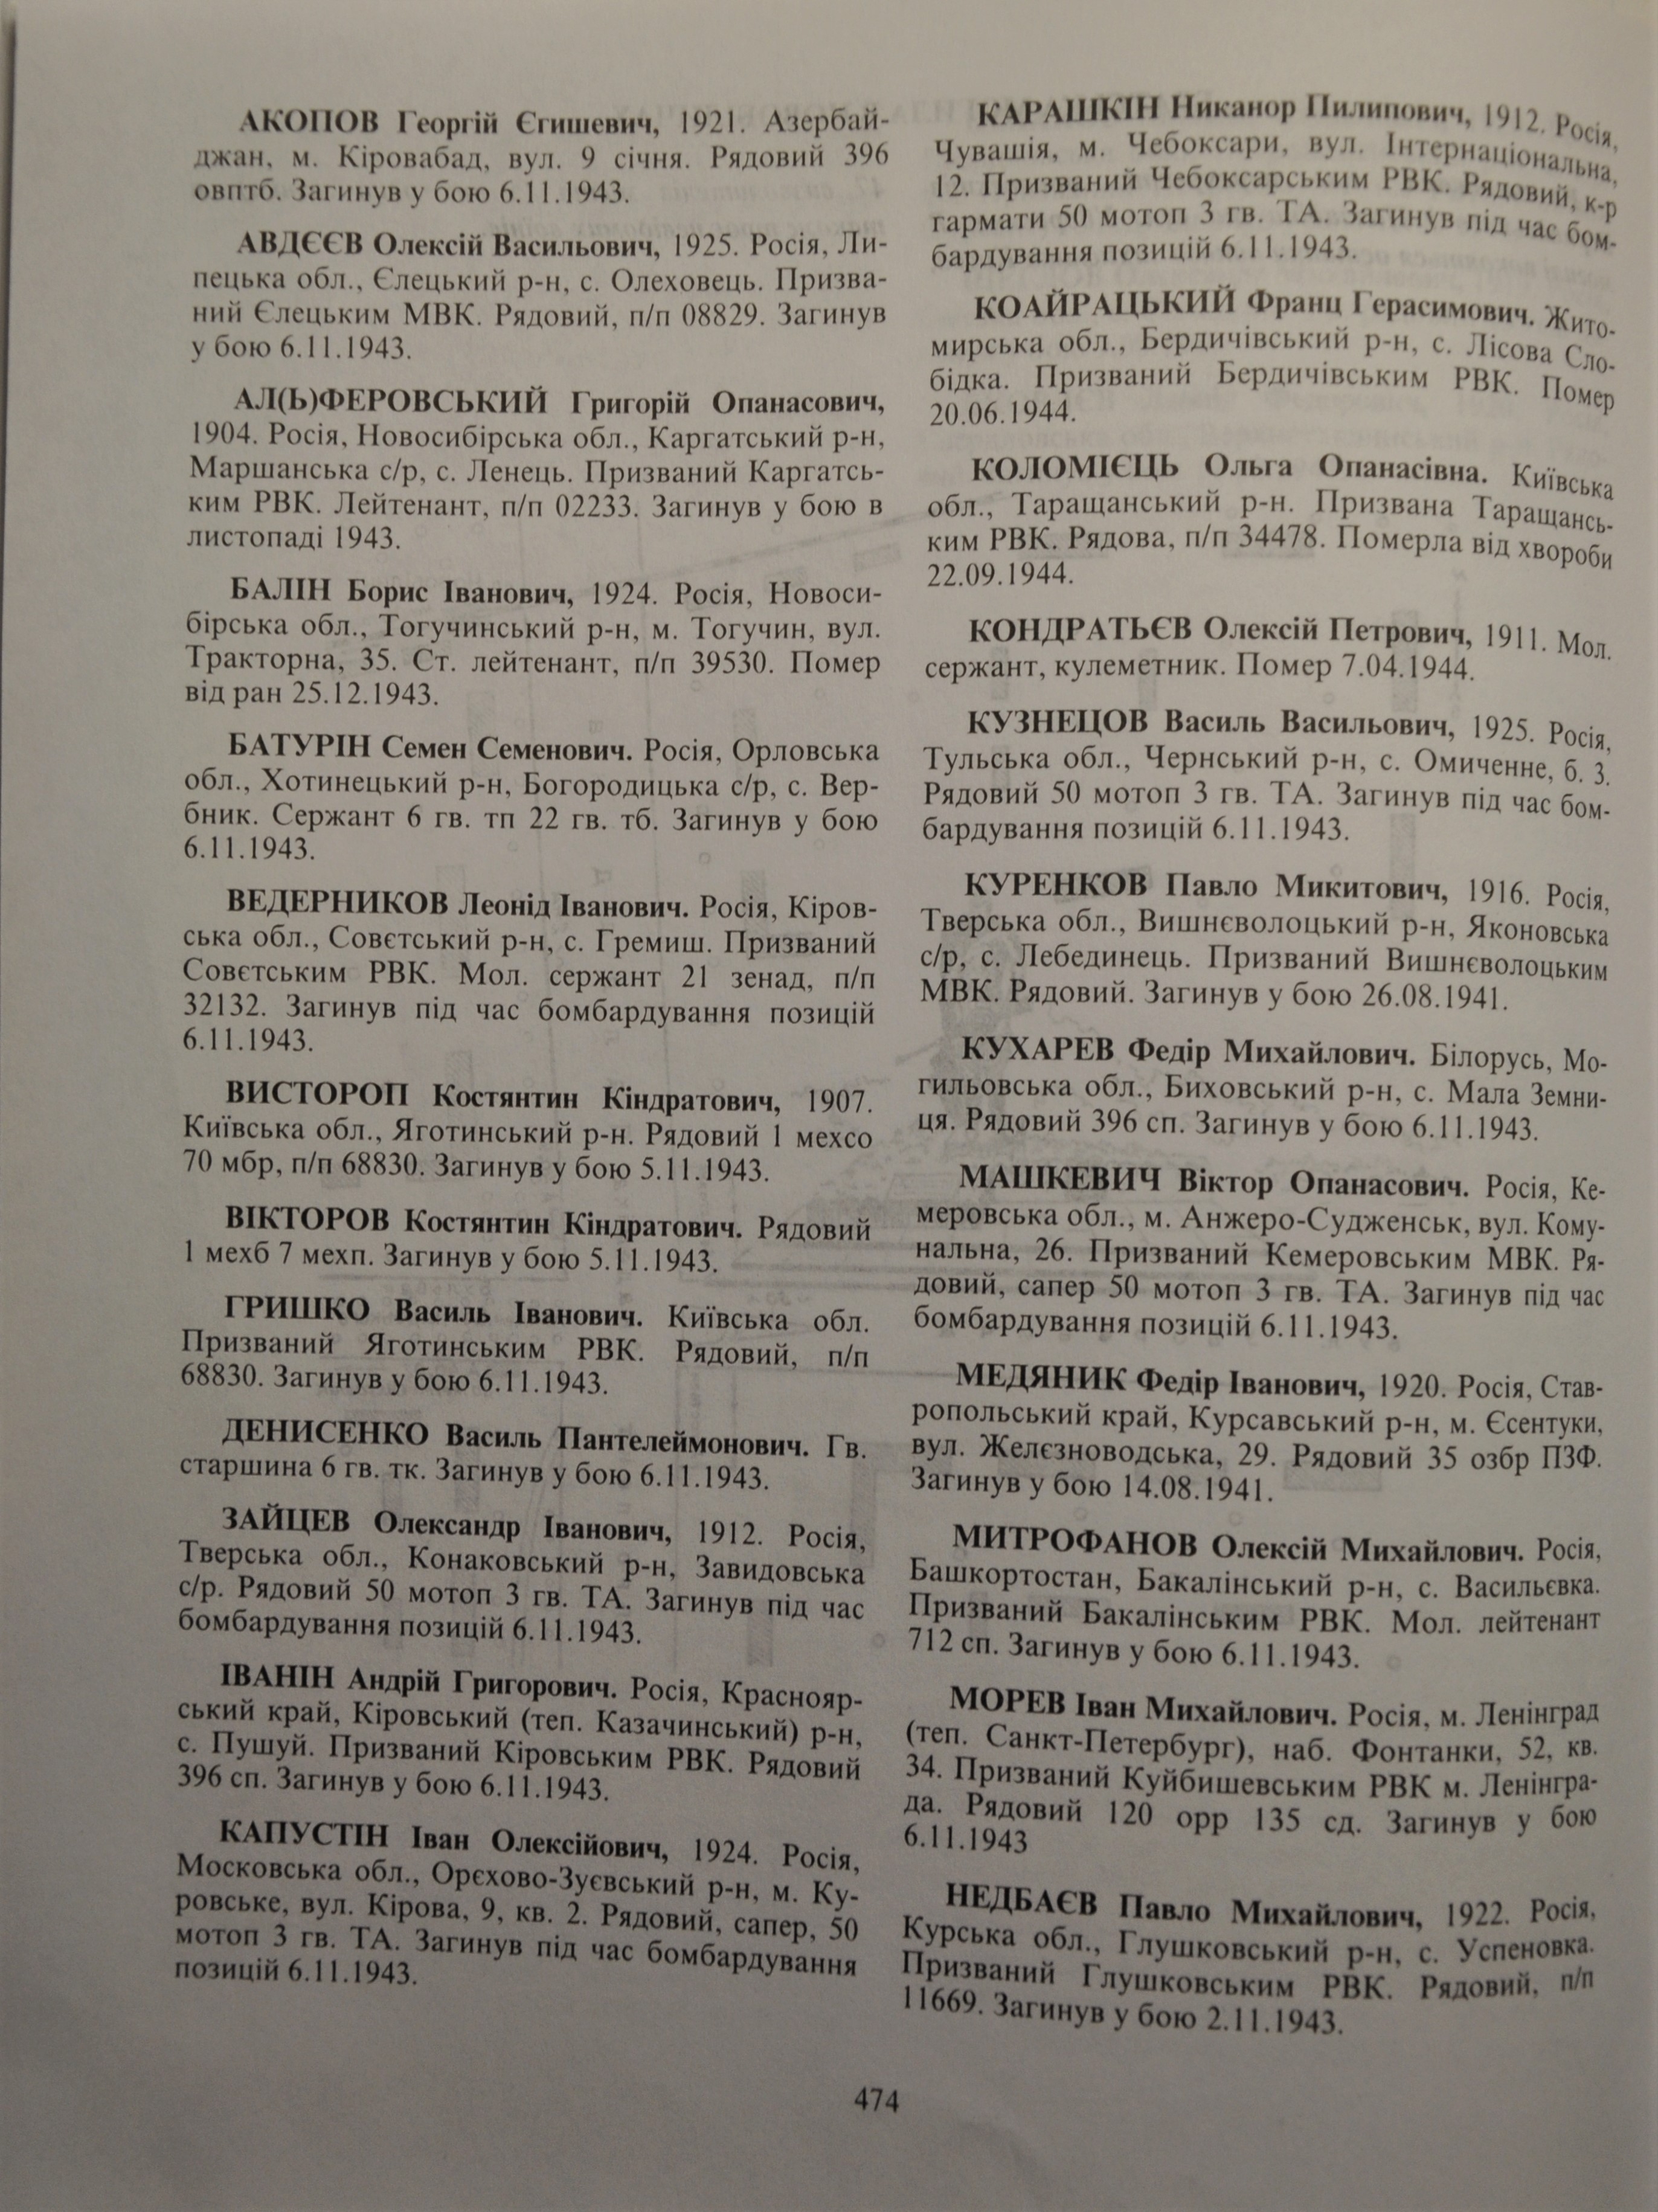 АКОПОВ Георгій Єгишевич, 1921. Азербай-
джан, м. Кіровабад, вул. 9 січня. Рядовий 396
овптб. Загинув у бою 6.11.1943.
АВДЄЄВ Олексій Васильович, 1925. Росія, Ли-
пецька обл., Єлецький р-н, с. Олеховець. Призва-
ний Єлецьким МВК. Рядовий, п/п 08829. Загинув
у бою 6.11.1943.
АЛ(Ь)ФЕРОВСЬКИЙ Григорій Опанасович,
1904. Росія, Новосибірська обл., Каргатський р-н,
Маршанська с/р, с. Ленець. Призваний Каргатсь-
ким РВК. Лейтенант, п/п 02233. Загинув у бою в
листопаді 1943.
БАЛІН Борис Іванович, 1924. Росія, Новоси-
бірська обл., Тогучинський р-н, м. Тогучин, вул.
Тракторна, 35. Ст. лейтенант, п/п 39530. Помер
від ран 25.12.1943.
БАТУРІН Семен Семенович. Росія, Орловська
обл., Хотинецький р-н, Богородицька с/р, с. Вер-
бник. Сержант 6 гв. тп 22 гв. тб. Загинув у бою
6.11.1943.
ВЕДЕРНИКОВ Леонід Іванович. Росія, Кіров-
ська обл., Совєтський р-н, с. Гремиш. Призваний
Совєтським РВК. Мол. сержант 21 зенад, п/п
32132. Загинув під час бомбардування позицій
6.11.1943.
ВИСТОРОП Костянтин Кіндратович, 1907.
Київська обл., Яготинський р-н. Рядовий 1 мехсо
70 мбр, п/п 68830. Загинув у бою 5.11.1943.
ВІКТОРОВ Костянтин Кіндратович. Рядовий
1 мехб 7 мехп. Загинув у бою 5.11.1943.
ГРИШКО Василь Іванович. Київська обл.
Призваний Яготинським РВК. Рядовий, п/п
68830. Загинув у бою 6.11.1943.
ДЕНИСЕНКО Василь Пантелеймонович. Гв.
старшина 6 гв. тк. Загинув у бою 6.11.1943.
ЗАЙЦЕВ Олександр Іванович, 1912. Росія,
Тверська обл., Конаковський р-н, Завидовська
с/р. Рядовий 50 мотоп 3 гв. ТА. Загинув під час
бомбардування позицій 6.11.1943.
ІВАНІН Андрій Григорович. Росія, Краснояр-
ський край, Кіровський (теп. Казачинський) р-н,
с. Пушуй. Призваний Кіровським РВК. Рядовий
396 сп. Загинув у бою 6.11.1943.
КАПУСТІН Іван Олексійович, 1924. Росія,
Московська обл., Орєхово-Зуєвський р-н, м. Ку-
ровське, вул. Кірова, 9, кв. 2. Рядовий, сапер, 50
мотоп 3 гв. ТА. Загинув під час бомбардування
позицій 6.11.1943.
КАРАШКІН Никанор Пилипович, 1912. Росія,
Чувашія, м. Чебоксари, вул. Інтернаціональна,
12. Призваний Чебоксарським РВК. Рядовий, к-р
гармати 50 мотоп 3 гв. ТА. Загинув під час бом-
бардування позицій 6.11.1943.
КОАЙРАЦЬКИЙ Франц Герасимович. Жито-
мирська обл., Бердичівський р-н, с. Лісова Сло-
бідка. Призваний Бердичівським РВК. Помер
20.06.1944.
КОЛОМІЄЦЬ Ольга Опанасівна. Київська
обл., Таращанський р-н. Призвана Таращансь-
ким РВК. Рядова, п/п 34478. Померла від хвороби
22.09.1944.
КОНДРАТЬЄВ Олексій Петрович, 1911. Мол.
сержант, кулеметник. Помер 7.04.1944.
КУЗНЕЦОВ Василь Васильович, 1925. Росія,
Тульська обл., Чернський р-н, с. Омиченне, б. 3.
Рядовий 50 мотоп 3 гв. ТА. Загинув під час бом-
бардування позицій 6.11.1943.
КУРЕНКОВ Павло Микитович, 1916. Росія,
Тверська обл., Вишнєволоцький р-н, Яконовська
с/р, с. Лебединець. Призваний Вишнєволоцьким
МВК. Рядовий. Загинув у бою 26.08.1941.
КУХАРЕВ Федір Михайлович. Білорусь, Мо-
гильовська обл., Биховський р-н, с. Мала Земни-
ця. Рядовий 396 сп. Загинув у бою 6.11.1943.
МАШКЕВИЧ Віктор Опанасович. Росія, Ке-
меровська обл., м. Анжеро-Судженськ, вул. Кому-
нальна, 26. Призваний Кемеровським МВК. Ря-
довий, сапер 50 мотоп 3 гв. ТА. Загинув під час
бомбардування позицій 6.11.1943.
МЕДЯНИК Федір Іванович, 1920. Росія, Став-
ропольський край, Курсавський р-н, м. Єсентуки,
вул. Желєзноводська, 29. Рядовий 35 озбр ПЗФ.
Загинув у бою 14.08.1941.
МИТРОФАНОВ Олексій Михайлович. Росія,
Башкортостан, Бакалінський р-н, с. Васильєвка.
Призваний Бакалінським РВК. Мол. лейтенант
712 сп. Загинув у бою 6.11.1943.
МОРЕВ Іван Михайлович. Росія, м. Ленінград
(теп. Санкт-Петербург), наб. Фонтанки, 52, кв.
34. Призваний Куйбишевським РВК м. Ленінгра-
да. Рядовий 120 орр 135 сд. Загинув у бою
6.11.1943
НЕДБАЄВ Павло Михайлович, 1922. Росія,
Курська обл., Глушковський р-н, с. Успеновка.
Призваний Глушковським РВК. Рядовий, п/п
11669. Загинув у бою 2.11.1943.
474